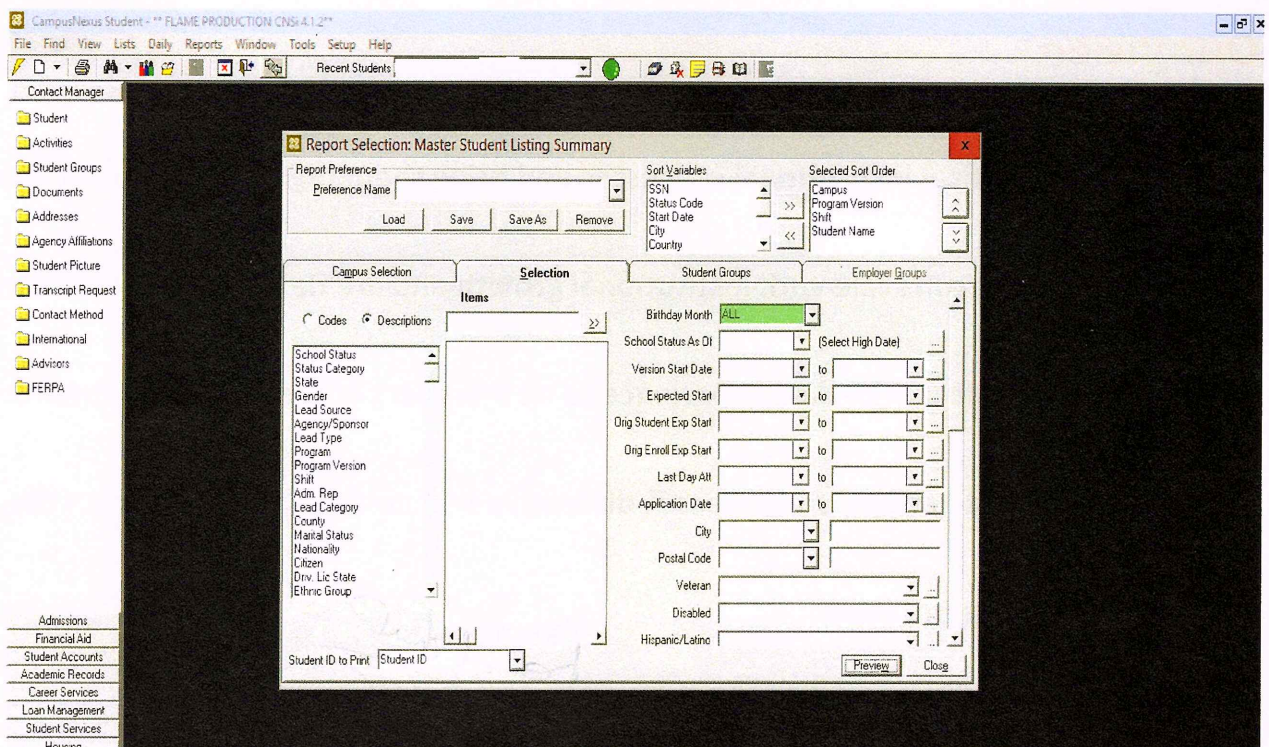 CampusNexus Student - ** FLAME PRODUCTION CNSi 4.1.2**
File Find View Lists Daily Reports Window Tools Setup Help
Recent Students
Contact Manager
Student
Activities
Student Groups
Documents
Addresses
Agency Affiliations
Student Picture
Transcript Request
Contact Method
International
Advisors
FERPA
Admissions
Financial Aid
Student Accounts
Academic Records
Career Services
Loan Management
Student Services
Housing
Report Selection: Master Student Listing Summary
x
Report Preference
Preference Name
Load Save Save As Remove
Sort Variables
SSN
Status Code
Start Date
City
Country
>>
<<
Selected Sort Order
Campus
Program Version
Shift
Student Name
Campus Selection Selection Student Groups Employer Groups
Items
Codes Descriptions >>
School Status
Status Category
State
Gender
Lead Source
Agency/Sponsor
Lead Type
Program
Program Version
Shift
Adm. Rep
Lead Category
County
Marital Status
Nationality
Citizen
Driv. Lic State
Ethnic Group
Birthday Month ALL
School Status As Of (Select High Date) ...
Version Start Date to ...
Expected Start to ...
Orig Student Exp Start to ...
Orig Enroll Exp Start to ...
Last Day Att to ...
Application Date to ...
City
Postal Code
Veteran ...
Disabled ...
Hispanic/Latino ...
Student ID to Print Student ID
Preview Close